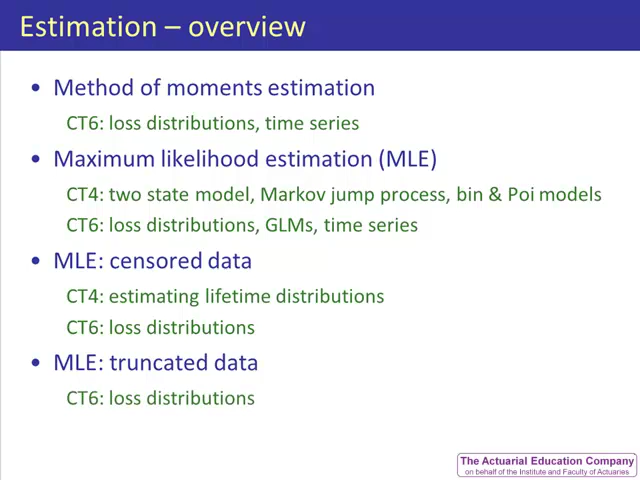 Estimation – overview
• Method of moments estimation
CT6: loss distributions, time series
• Maximum likelihood estimation (MLE)
CT4: two state model, Markov jump process, bin & Poi models
CT6: loss distributions, GLMs, time series
• MLE: censored data
CT4: estimating lifetime distributions
CT6: loss distributions
• MLE: truncated data
CT6: loss distributions
The Actuarial Education Company
on behalf of the Institute and Faculty of Actuaries